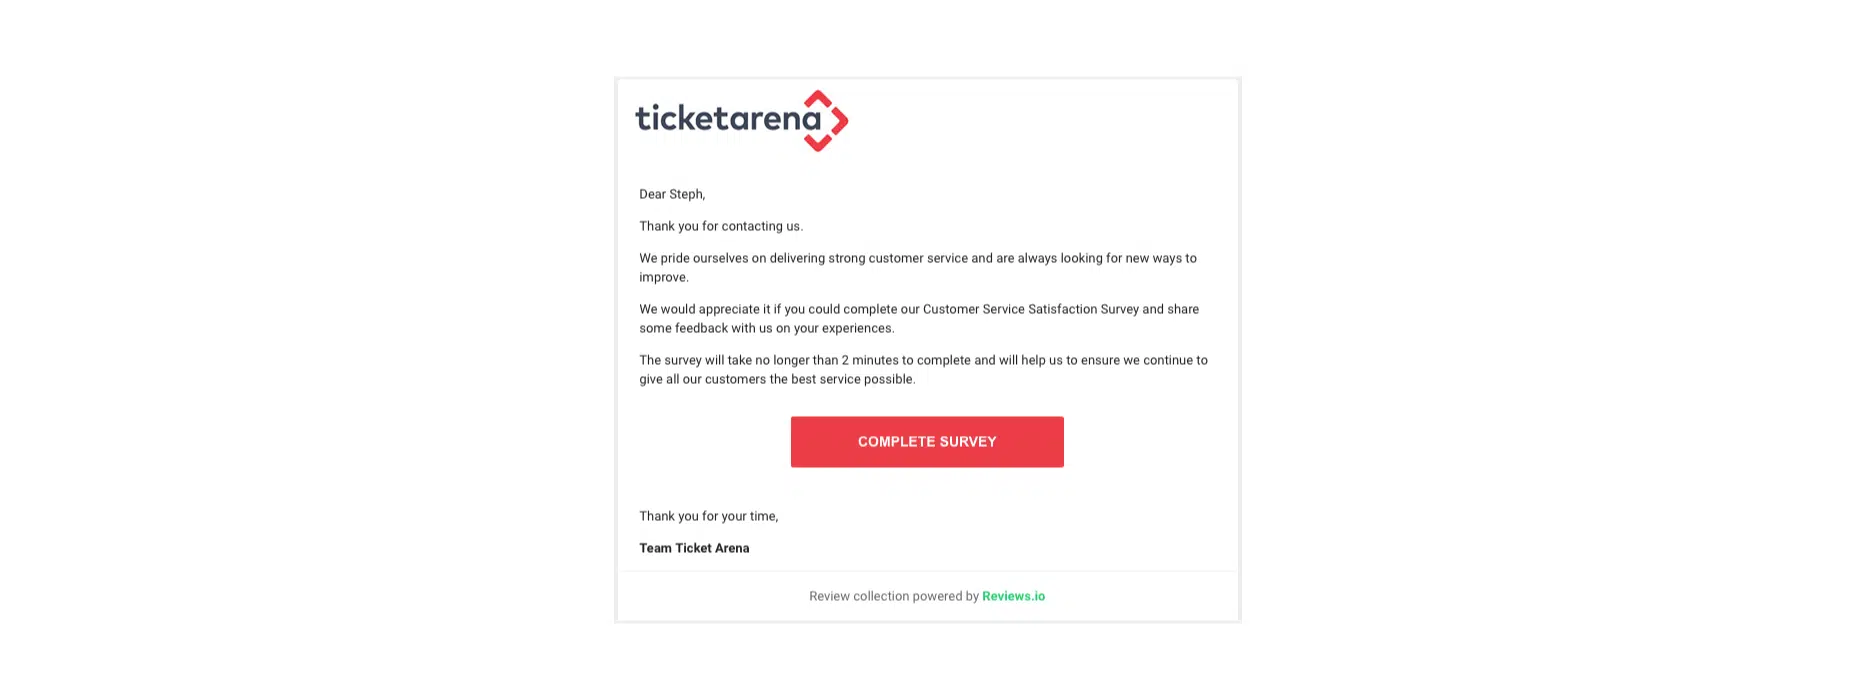 ticketarena
Dear Steph,
Thank you for contacting us.
We pride ourselves on delivering strong customer service and are always looking for new ways to
improve.
We would appreciate it if you could complete our Customer Service Satisfaction Survey and share
some feedback with us on your experiences.
The survey will take no longer than 2 minutes to complete and will help us to ensure we continue to
give all our customers the best service possible.
COMPLETE SURVEY
Thank you for your time,
Team Ticket Arena
Review collection powered by Reviews.io